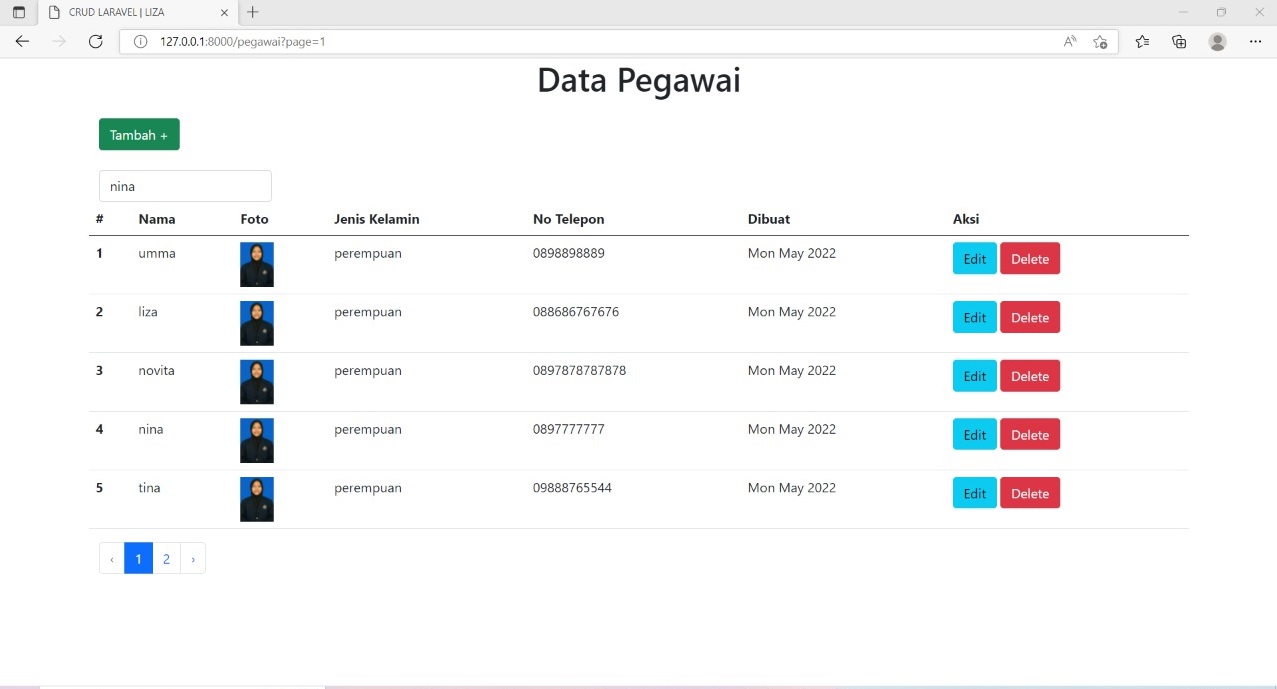 CRUD LARAVEL | LIZA
127.0.0.1:8000/pegawai?page=1
Data Pegawai
Tambah +
nina
# Nama Foto Jenis Kelamin No Telepon Dibuat Aksi
1 umma perempuan 0898898889 Mon May 2022 Edit Delete
2 liza perempuan 088686767676 Mon May 2022 Edit Delete
3 novita perempuan 0897878787878 Mon May 2022 Edit Delete
4 nina perempuan 0897777777 Mon May 2022 Edit Delete
5 tina perempuan 09888765544 Mon May 2022 Edit Delete
‹ 1 2 ›